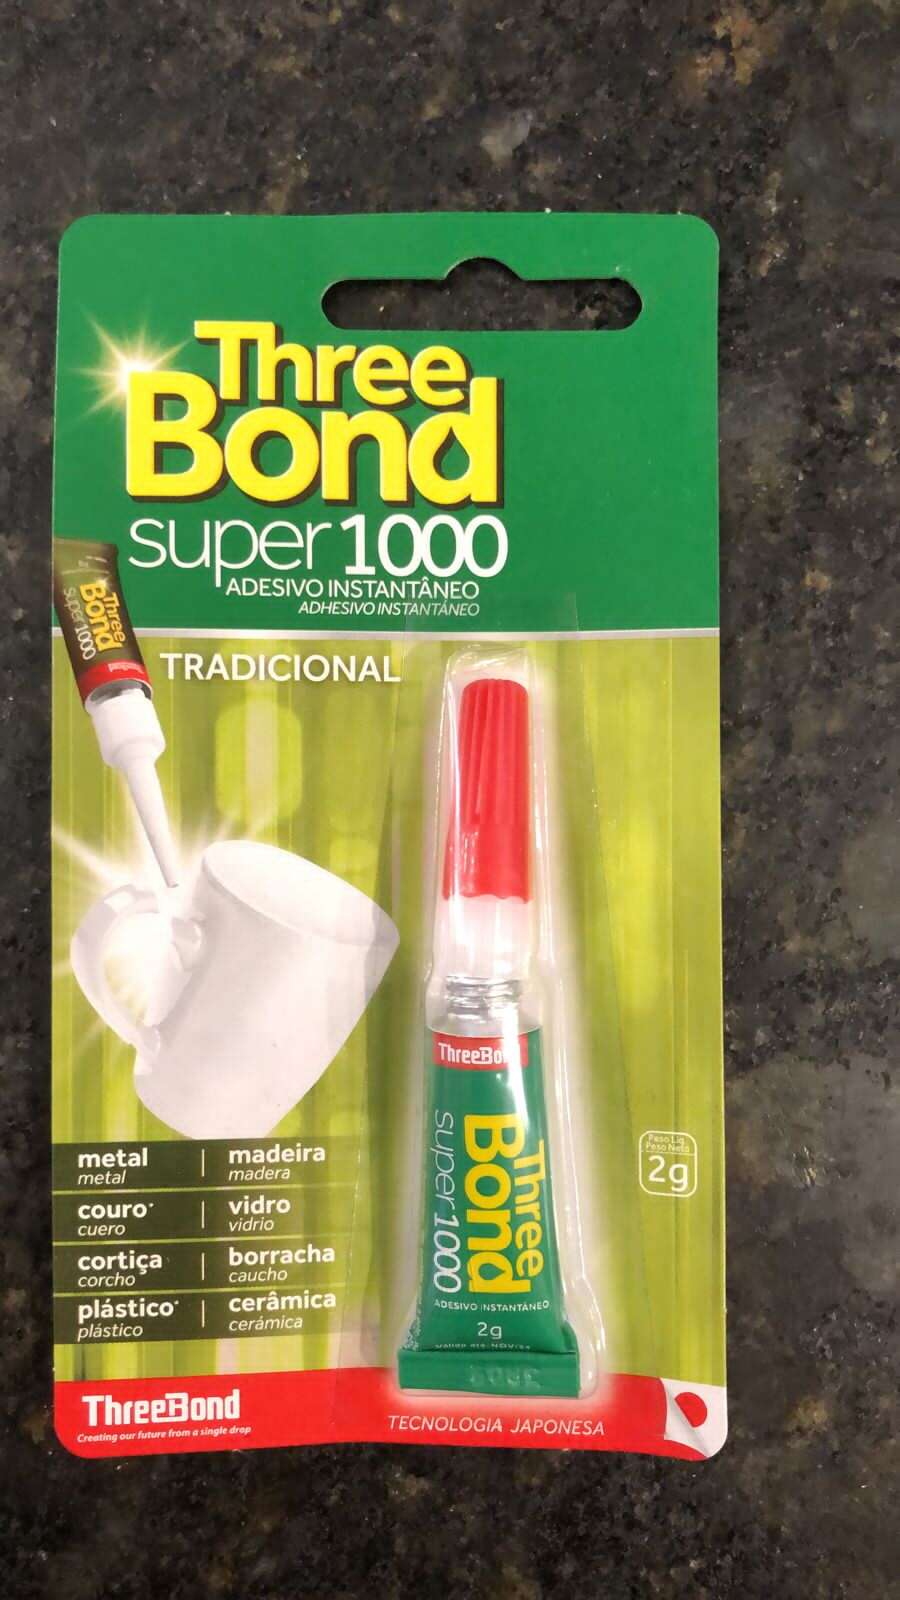 Three
Bond
super 1000
ADESIVO INSTANTÂNEO
ADHESIVO INSTANTÁNEO
TRADICIONAL
Three
Bond
super1000
ThreeBond
metal | madeira
metal madera
couro* | vidro
cuero vidrio
cortiça | borracha
corcho caucho
plástico* | cerâmica
plástico cerámica
ThreeBond
Three
Bond
super 1000
ADESIVO INSTANTÂNEO
2g
Peso Líq.
Peso Neto
2g
ThreeBond
Creating our future from a single drop
TECNOLOGIA JAPONESA